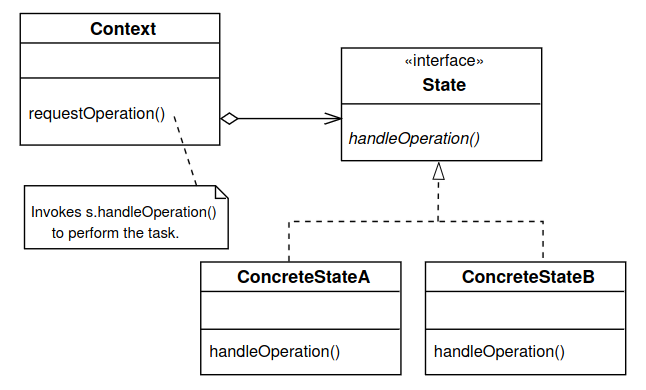 Context
requestOperation()
Invokes s.handleOperation()
to perform the task.
«interface»
State
handleOperation()
ConcreteStateA
handleOperation()
ConcreteStateB
handleOperation()